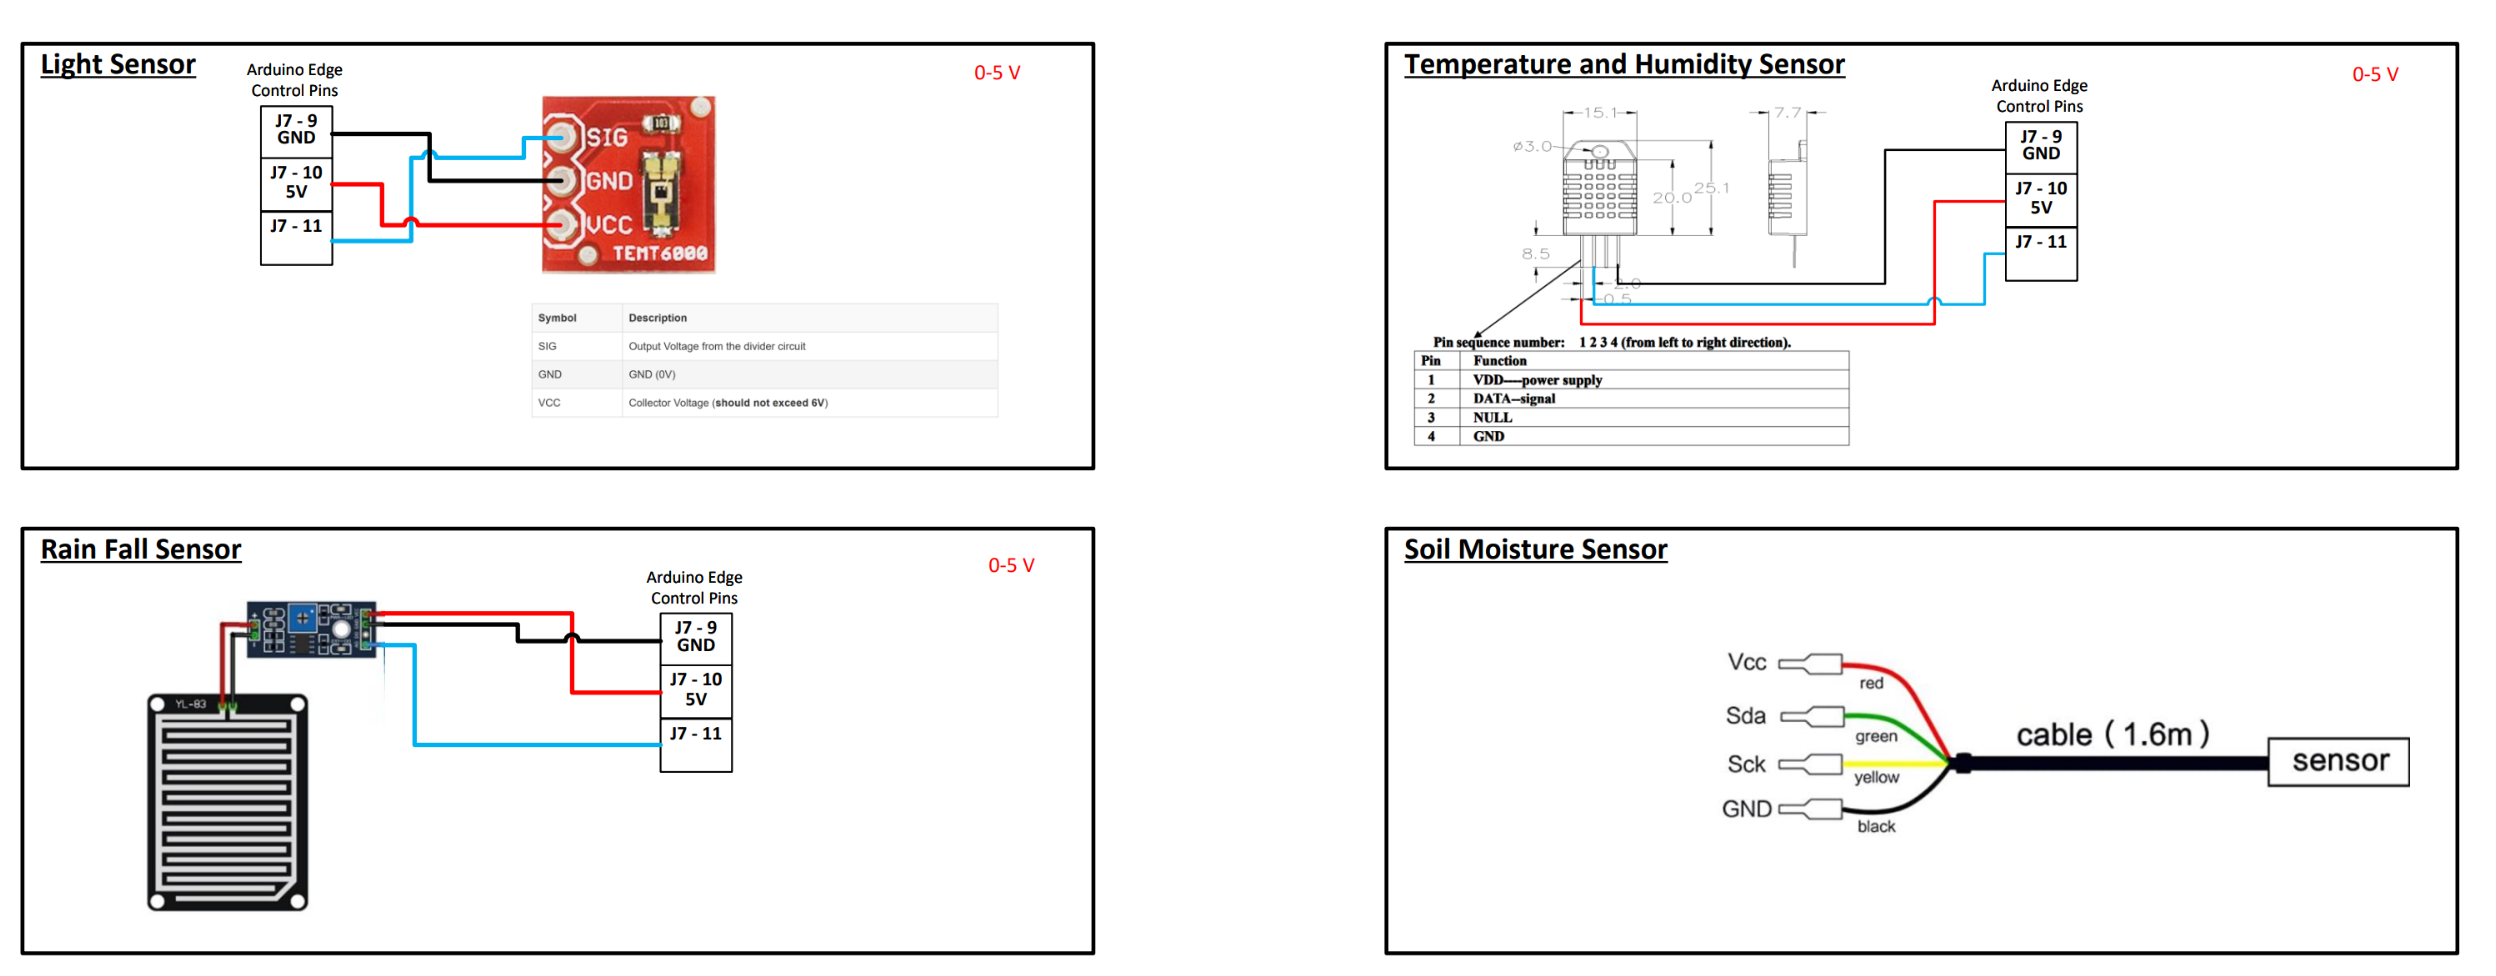 Light Sensor
Arduino Edge
Control Pins
0-5 V
J7 - 9
GND
J7 - 10
5V
J7 - 11
SIG
GND
VCC
TEMT6000
103
Symbol Description
SIG Output Voltage from the divider circuit
GND GND (0V)
VCC Collector Voltage (should not exceed 6V)
Temperature and Humidity Sensor
Arduino Edge
Control Pins
0-5 V
15.1
7.7
ø3.0
20.0
25.1
8.5
2.0
0.5
J7 - 9
GND
J7 - 10
5V
J7 - 11
Pin sequence number: 1 2 3 4 (from left to right direction).
Pin Function
1 VDD----power supply
2 DATA--signal
3 NULL
4 GND
Rain Fall Sensor
0-5 V
Arduino Edge
Control Pins
J7 - 9
GND
J7 - 10
5V
J7 - 11
YL-83
Soil Moisture Sensor
Vcc
red
Sda
green
Sck
yellow
GND
black
cable ( 1.6m )
sensor